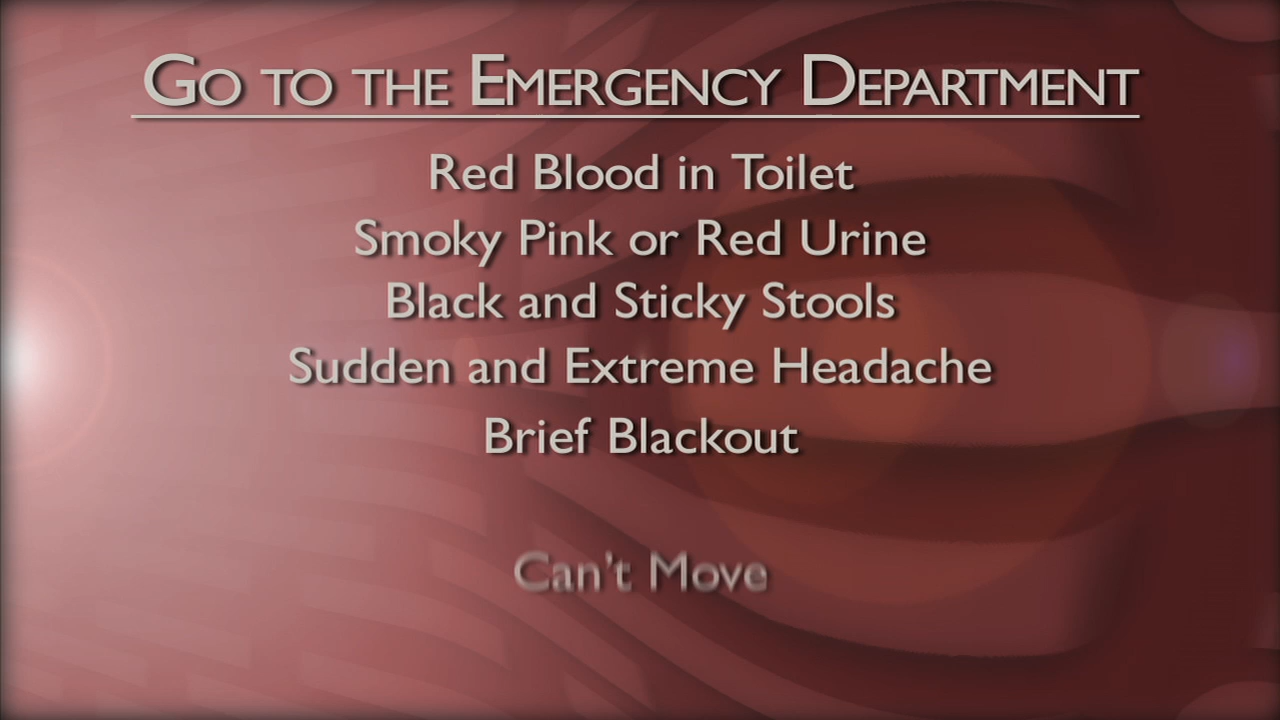 Go to the Emergency Department
Red Blood in Toilet
Smoky Pink or Red Urine
Black and Sticky Stools
Sudden and Extreme Headache
Brief Blackout
Can't Move